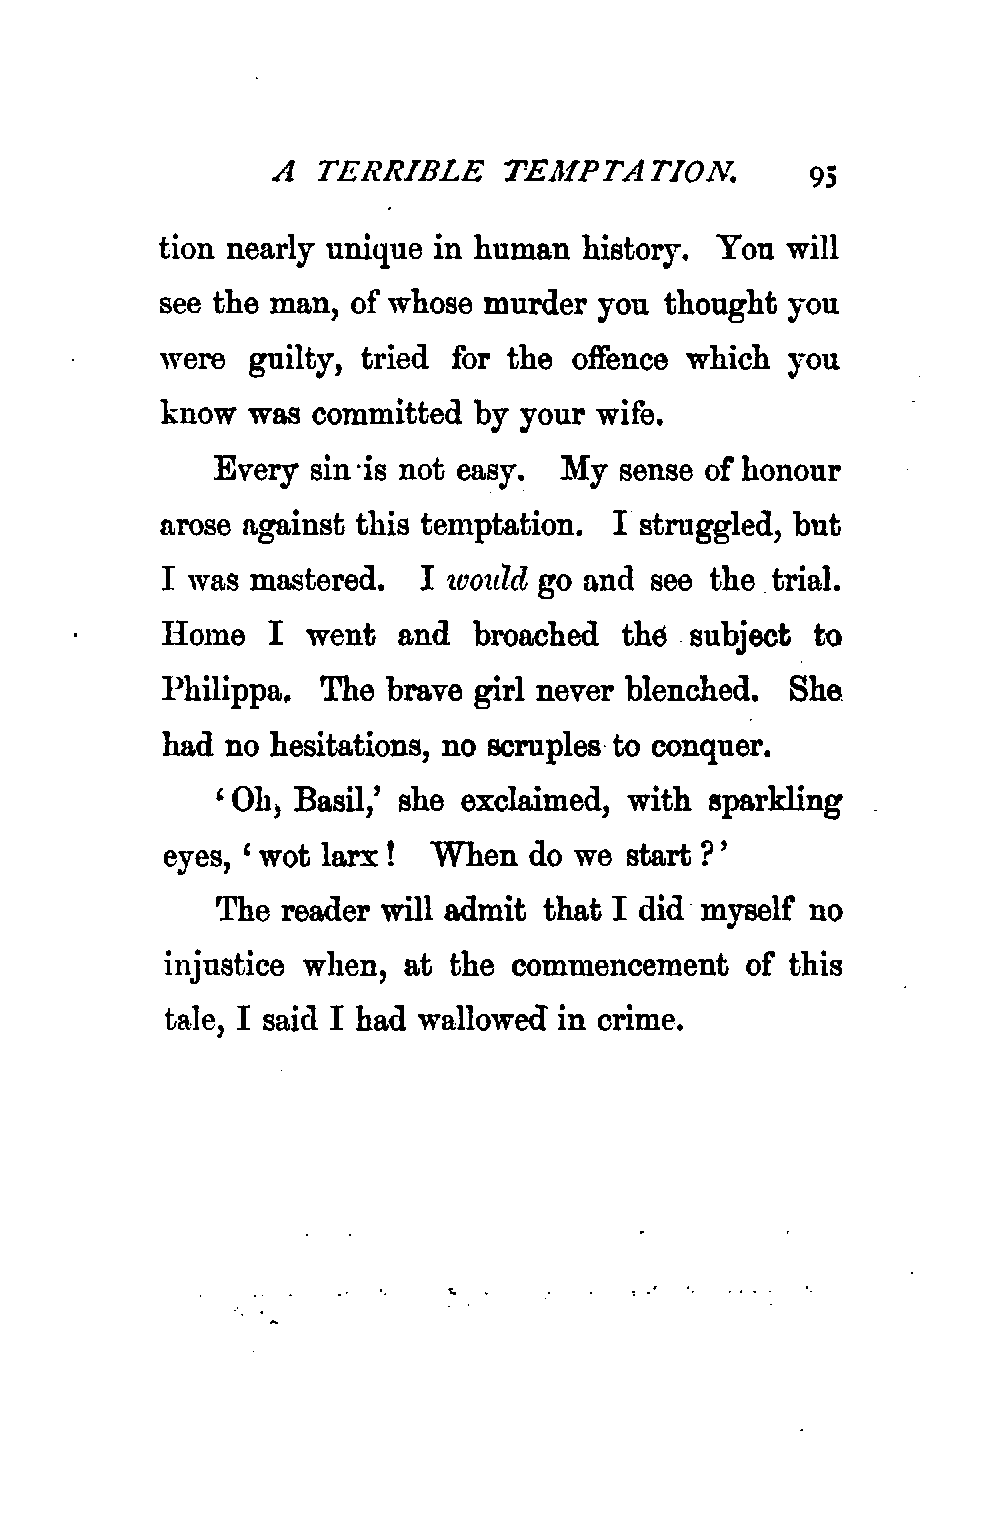 A TERRIBLE TEMPTATION. 95
tion nearly unique in human history. You will
see the man, of whose murder you thought you
were guilty, tried for the offence which you
know was committed by your wife.
Every sin is not easy. My sense of honour
arose against this temptation. I struggled, but
I was mastered. I would go and see the trial.
Home I went and broached the subject to
Philippa. The brave girl never blenched. She
had no hesitations, no scruples to conquer.
‘Oh, Basil,’ she exclaimed, with sparkling
eyes, ‘wot larx! When do we start?’
The reader will admit that I did myself no
injustice when, at the commencement of this
tale, I said I had wallowed in crime.